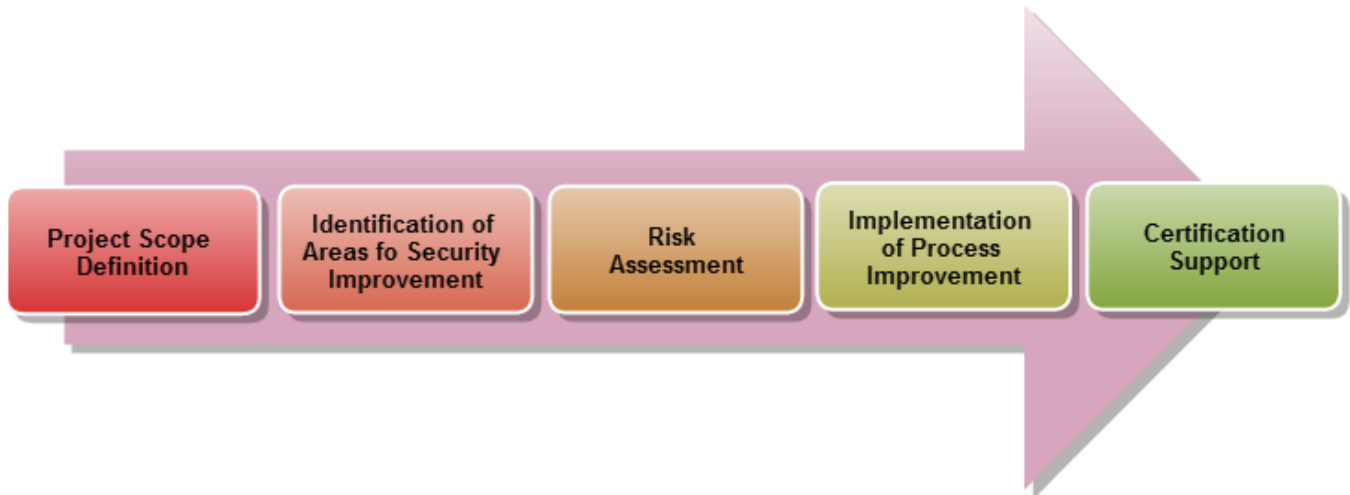 Project Scope
Definition
Identification of
Areas fo Security
Improvement
Risk
Assessment
Implementation
of Process
Improvement
Certification
Support